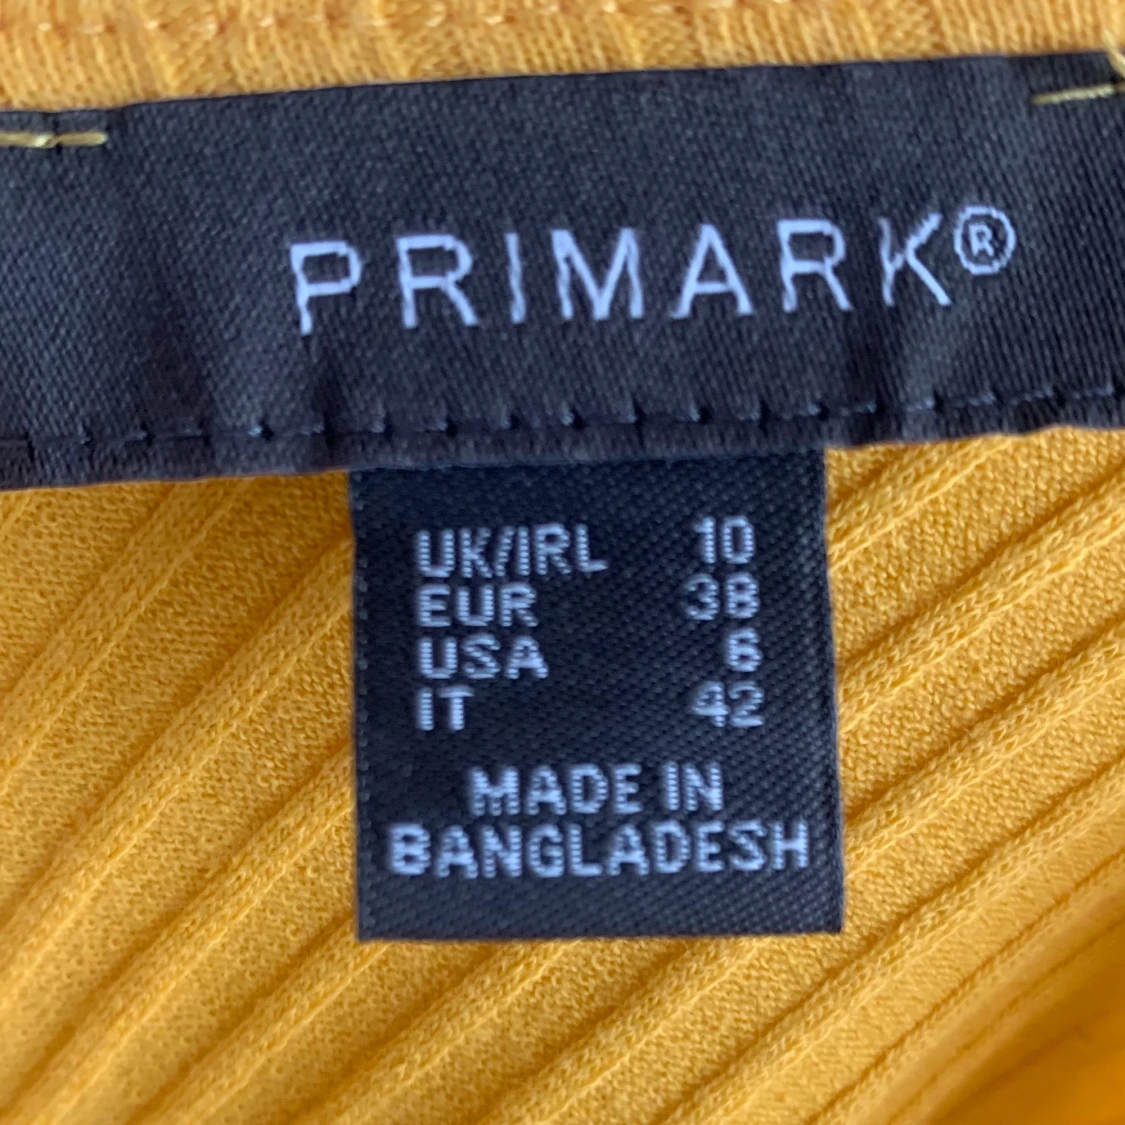 PRIMARK®
UK/IRL 10
EUR 38
USA 6
IT 42
MADE IN
BANGLADESH